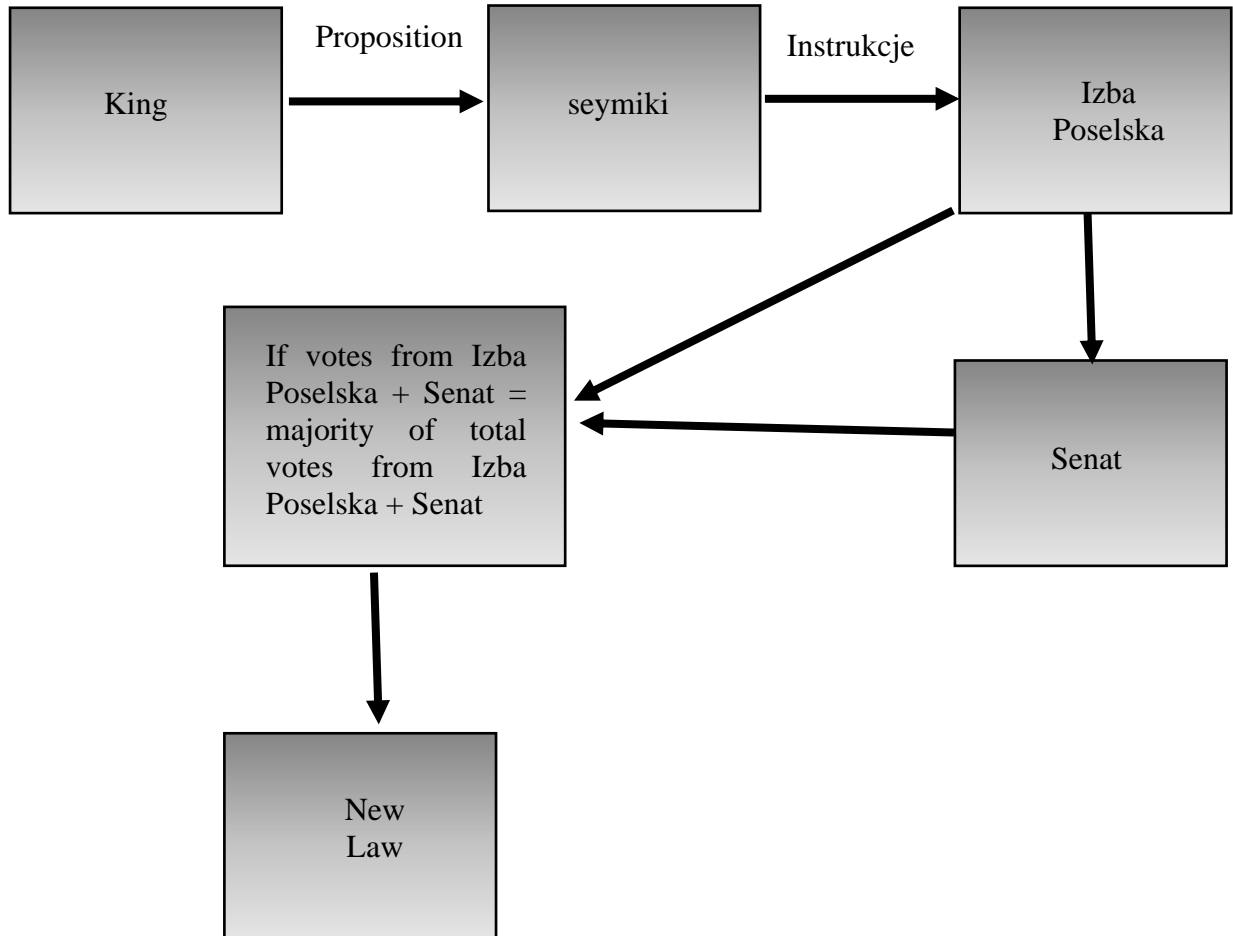 Proposition
Instrukcje
King
seymiki
Izba
Poselska
If votes from Izba
Poselska + Senat =
majority of total
votes from Izba
Poselska + Senat
Senat
New
Law